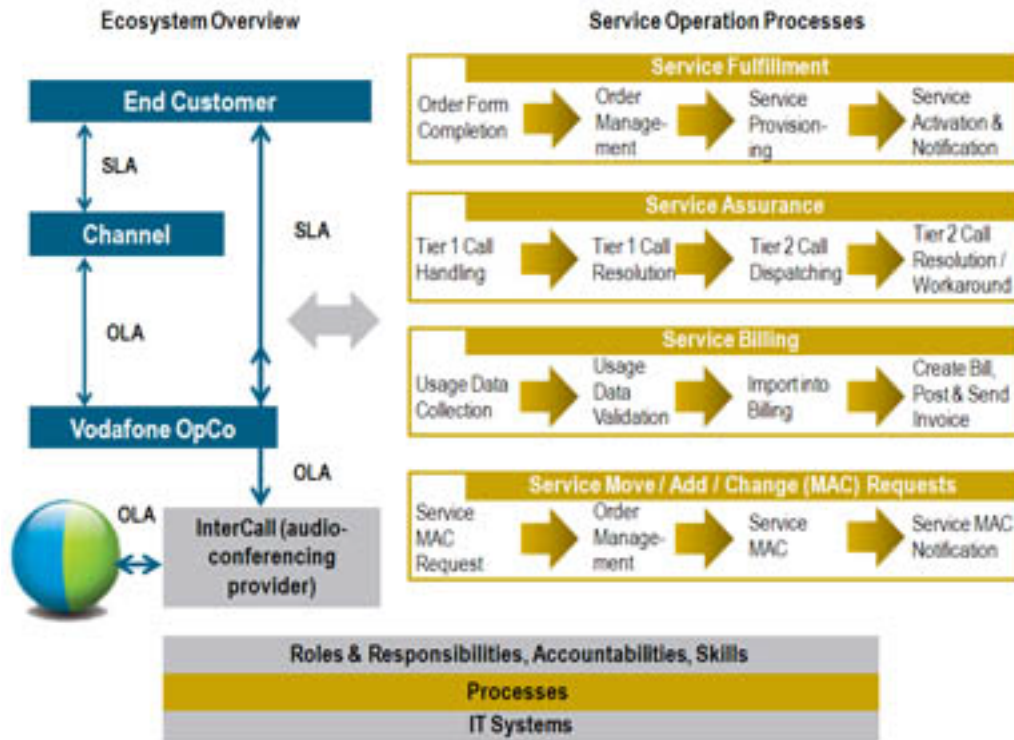 Ecosystem Overview
End Customer
SLA
Channel
SLA
OLA
Vodafone OpCo
OLA
OLA
InterCall (audio-
conferencing
provider)
Service Operation Processes
Service Fulfillment
Order Form
Completion
Order
Manage-
ment
Service
Provision-
ing
Service
Activation &
Notification
Service Assurance
Tier 1 Call
Handling
Tier 1 Call
Resolution
Tier 2 Call
Dispatching
Tier 2 Call
Resolution /
Workaround
Service Billing
Usage Data
Collection
Usage
Data
Validation
Import into
Billing
Create Bill,
Post & Send
Invoice
Service Move / Add / Change (MAC) Requests
Service
MAC
Request
Order
Manage-
ment
Service
MAC
Service MAC
Notification
Roles & Responsibilities, Accountabilities, Skills
Processes
IT Systems